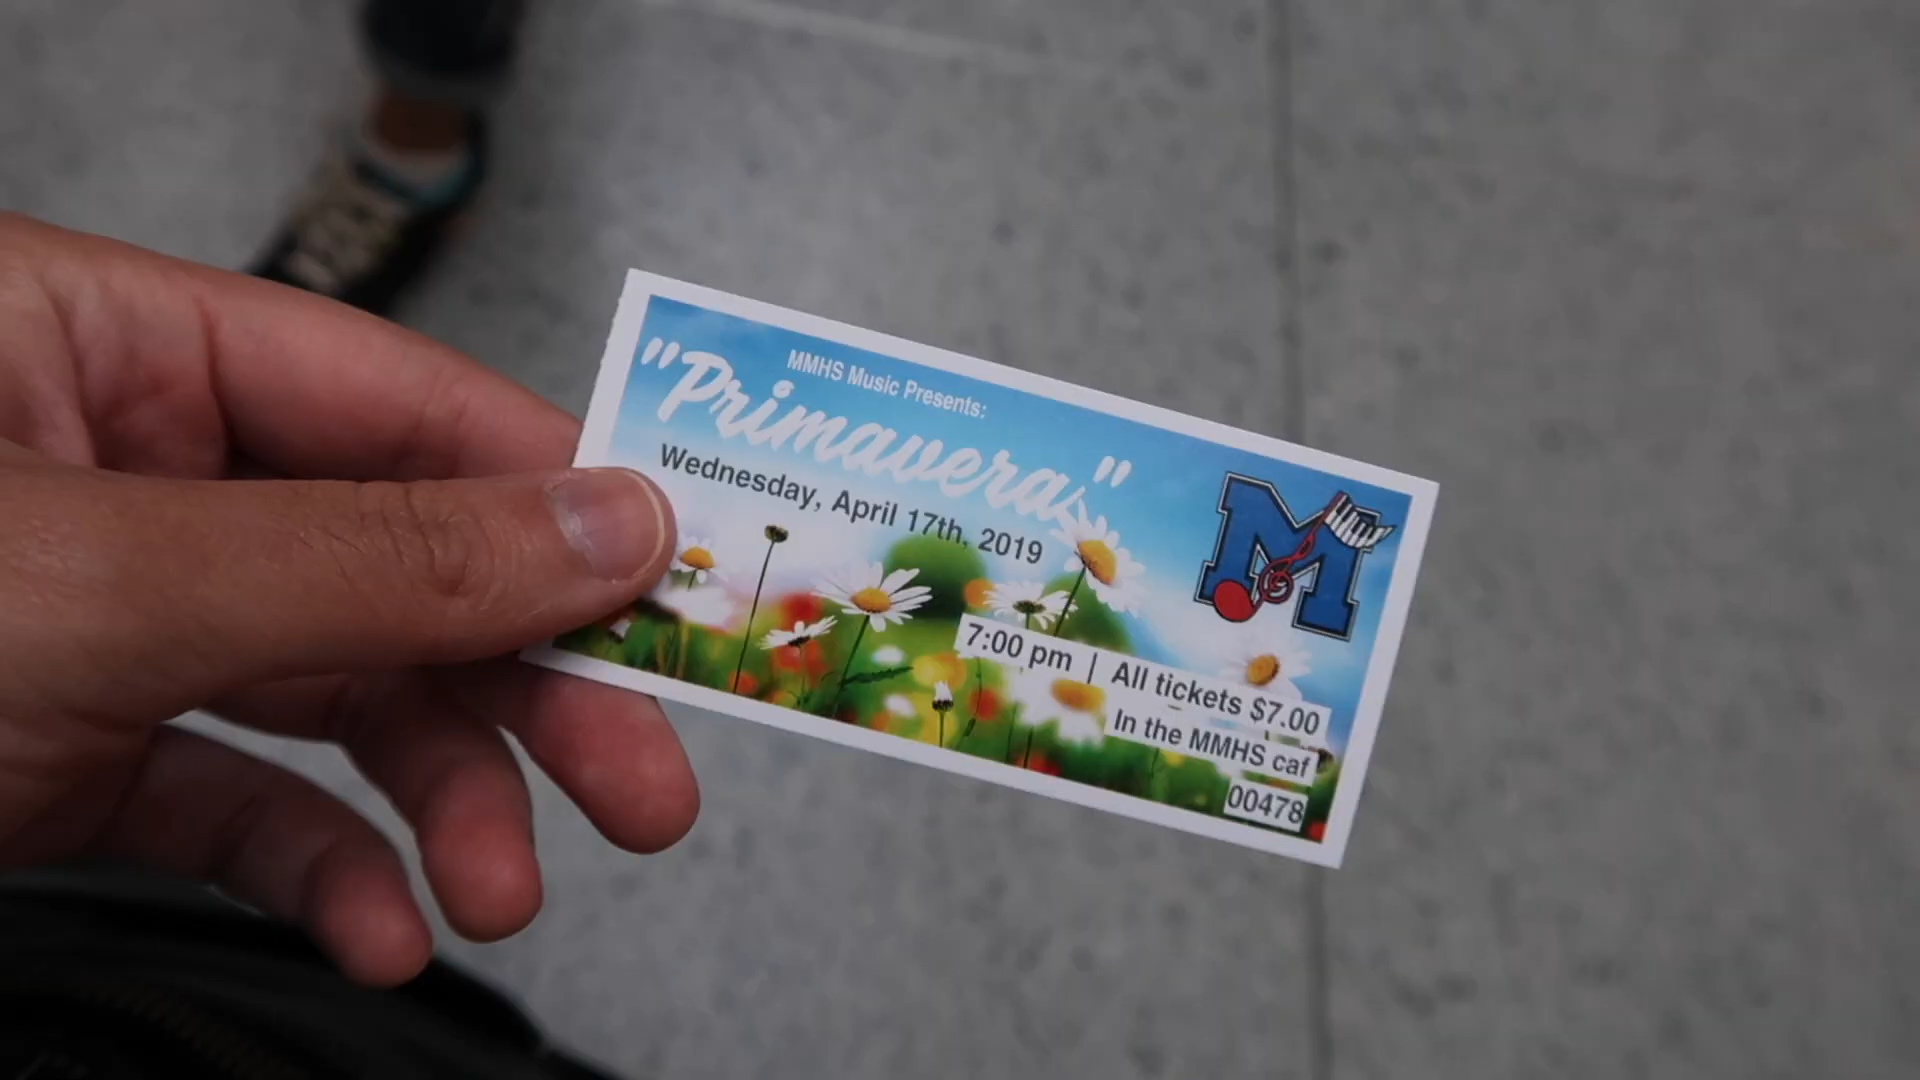 MMHS Music Presents:
"Primavera"
Wednesday, April 17th, 2019
M
7:00 pm | All tickets $7.00
In the MMHS caf
00478